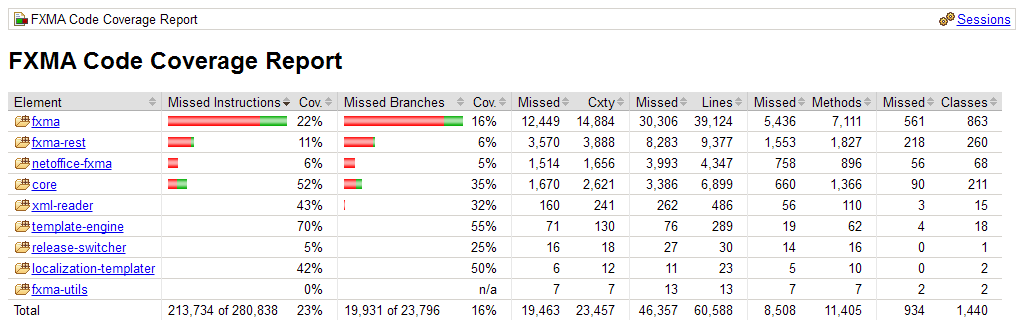 FXMA Code Coverage Report Sessions
FXMA Code Coverage Report
Element Missed Instructions Cov. Missed Branches Cov. Missed Cxty Missed Lines Missed Methods Missed Classes
fxma 22% 16% 12,449 14,884 30,306 39,124 5,436 7,111 561 863
fxma-rest 11% 6% 3,570 3,888 8,283 9,377 1,553 1,827 218 260
netoffice-fxma 6% 5% 1,514 1,656 3,993 4,347 758 896 56 68
core 52% 35% 1,670 2,621 3,386 6,899 660 1,366 90 211
xml-reader 43% 32% 160 241 262 486 56 110 3 15
template-engine 70% 55% 71 130 76 289 19 62 4 18
release-switcher 5% 25% 16 18 27 30 14 16 0 1
localization-templater 42% 50% 6 12 11 23 5 10 0 2
fxma-utils 0% n/a 7 7 13 13 7 7 2 2
Total 213,734 of 280,838 23% 19,931 of 23,796 16% 19,463 23,457 46,357 60,588 8,508 11,405 934 1,440